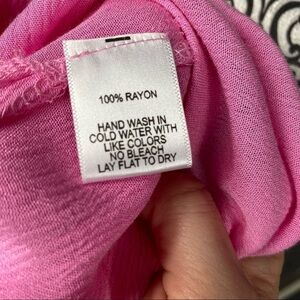 100% RAYON
HAND WASH IN
COLD WATER WITH
LIKE COLORS
NO BLEACH
LAY FLAT TO DRY